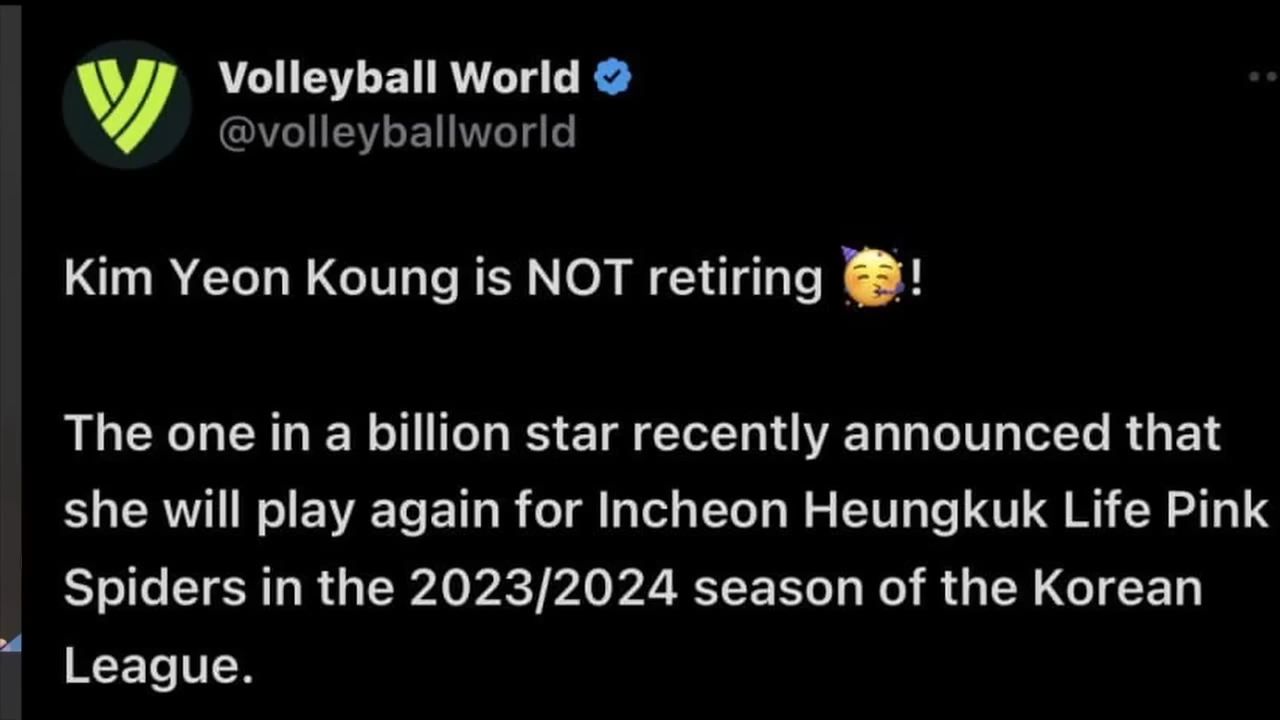 Volleyball World
@volleyballworld
Kim Yeon Koung is NOT retiring 🥳!
The one in a billion star recently announced that
she will play again for Incheon Heungkuk Life Pink
Spiders in the 2023/2024 season of the Korean
League.